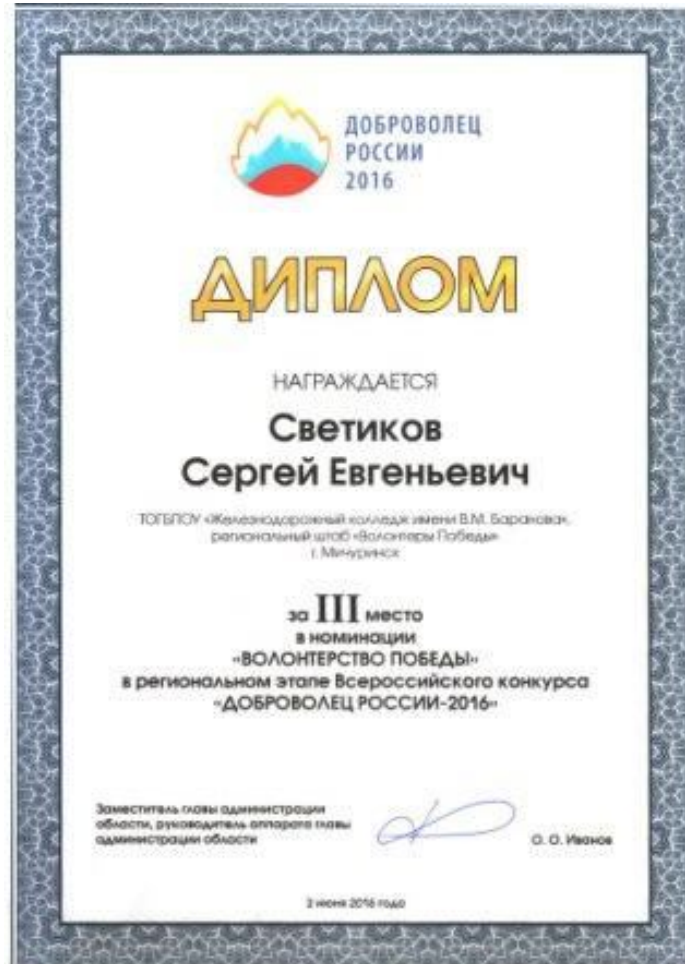 ДОБРОВОЛЕЦ
РОССИИ
2016
ДИПЛОМ
НАГРАЖДАЕТСЯ
Светиков
Сергей Евгеньевич
ТОГБПОУ «Железнодорожный колледж имени В.М. Баранова»,
региональный штаб «Волонтеры Победы»
г. Мичуринск
за III место
в номинации
«ВОЛОНТЕРСТВО ПОБЕДЫ»
в региональном этапе Всероссийского конкурса
«ДОБРОВОЛЕЦ РОССИИ-2016»
Заместитель главы администрации
области, руководитель аппарата главы
администрации области
О. О. Иванов
2 июня 2016 года